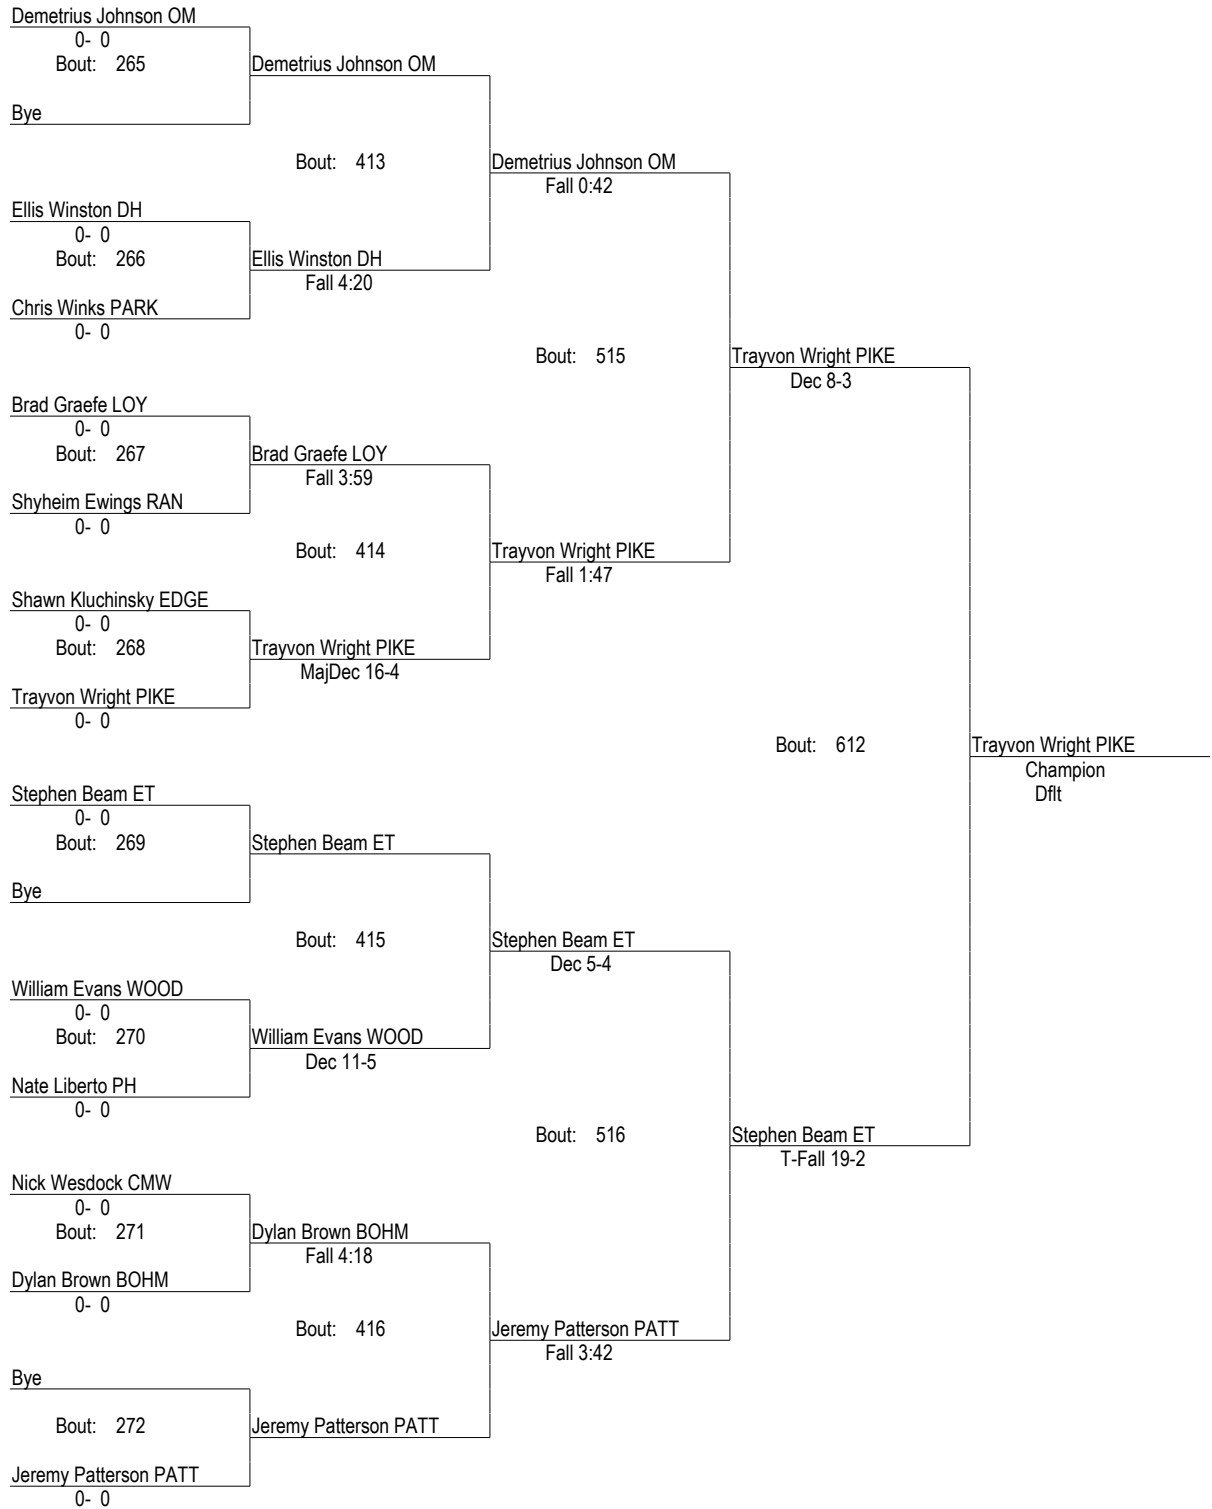 Demetrius Johnson OM
0- 0
Bout: 265
Demetrius Johnson OM
Bye
Bout: 413
Demetrius Johnson OM
Fall 0:42
Ellis Winston DH
0- 0
Bout: 266
Ellis Winston DH
Fall 4:20
Chris Winks PARK
0- 0
Bout: 515
Trayvon Wright PIKE
Dec 8-3
Brad Graefe LOY
0- 0
Bout: 267
Brad Graefe LOY
Fall 3:59
Shyheim Ewings RAN
0- 0
Bout: 414
Trayvon Wright PIKE
Fall 1:47
Shawn Kluchinsky EDGE
0- 0
Bout: 268
Trayvon Wright PIKE
MajDec 16-4
Trayvon Wright PIKE
0- 0
Bout: 612
Trayvon Wright PIKE
Champion
Dflt
Stephen Beam ET
0- 0
Bout: 269
Stephen Beam ET
Bye
Bout: 415
Stephen Beam ET
Dec 5-4
William Evans WOOD
0- 0
Bout: 270
William Evans WOOD
Dec 11-5
Nate Liberto PH
0- 0
Bout: 516
Stephen Beam ET
T-Fall 19-2
Nick Wesdock CMW
0- 0
Bout: 271
Dylan Brown BOHM
Fall 4:18
Dylan Brown BOHM
0- 0
Bout: 416
Jeremy Patterson PATT
Fall 3:42
Bye
Bout: 272
Jeremy Patterson PATT
Jeremy Patterson PATT
0- 0